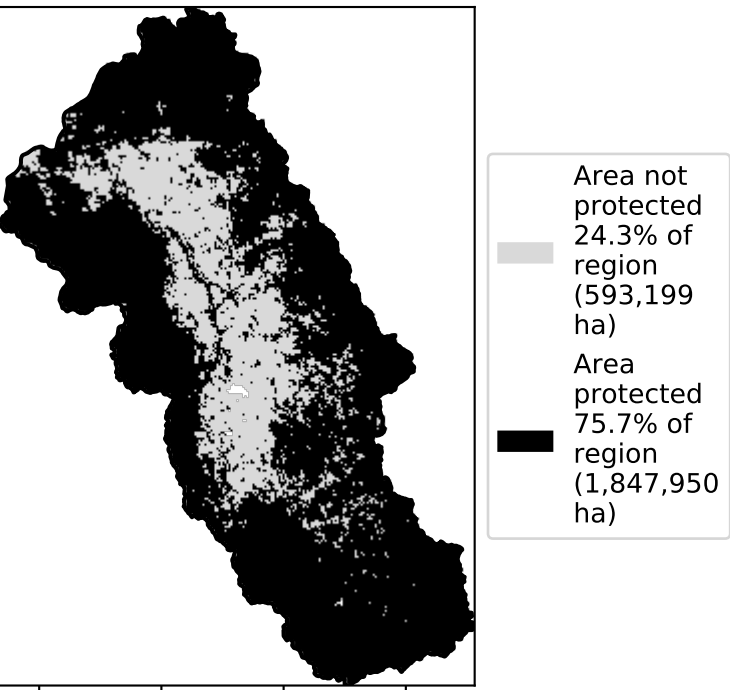 Area not
protected
24.3% of
region
(593,199
ha)
Area
protected
75.7% of
region
(1,847,950
ha)